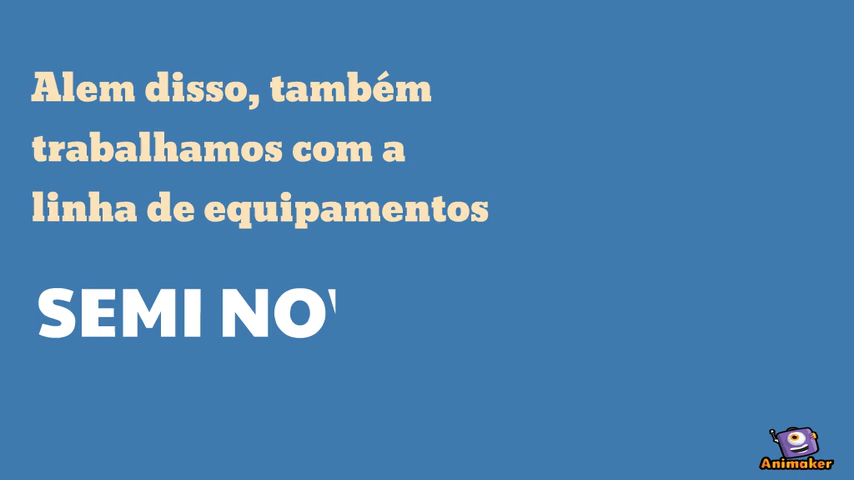 Alem disso, também
trabalhamos com a
linha de equipamentos
SEMI NO
Animaker